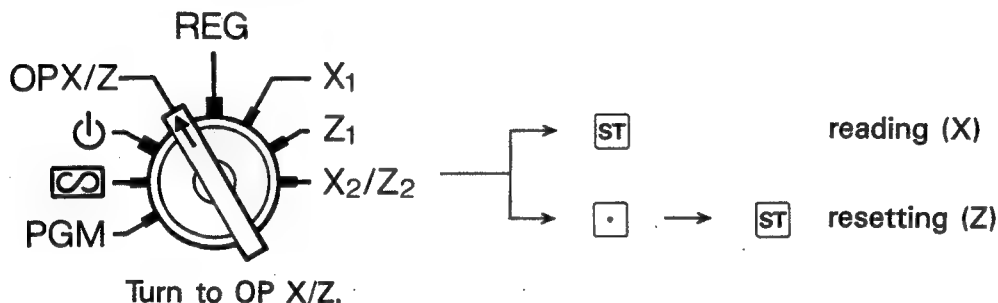 REG
OPX/Z
X1
Z1
ST reading (X)
X2/Z2
PGM
· ST resetting (Z)
Turn to OP X/Z.